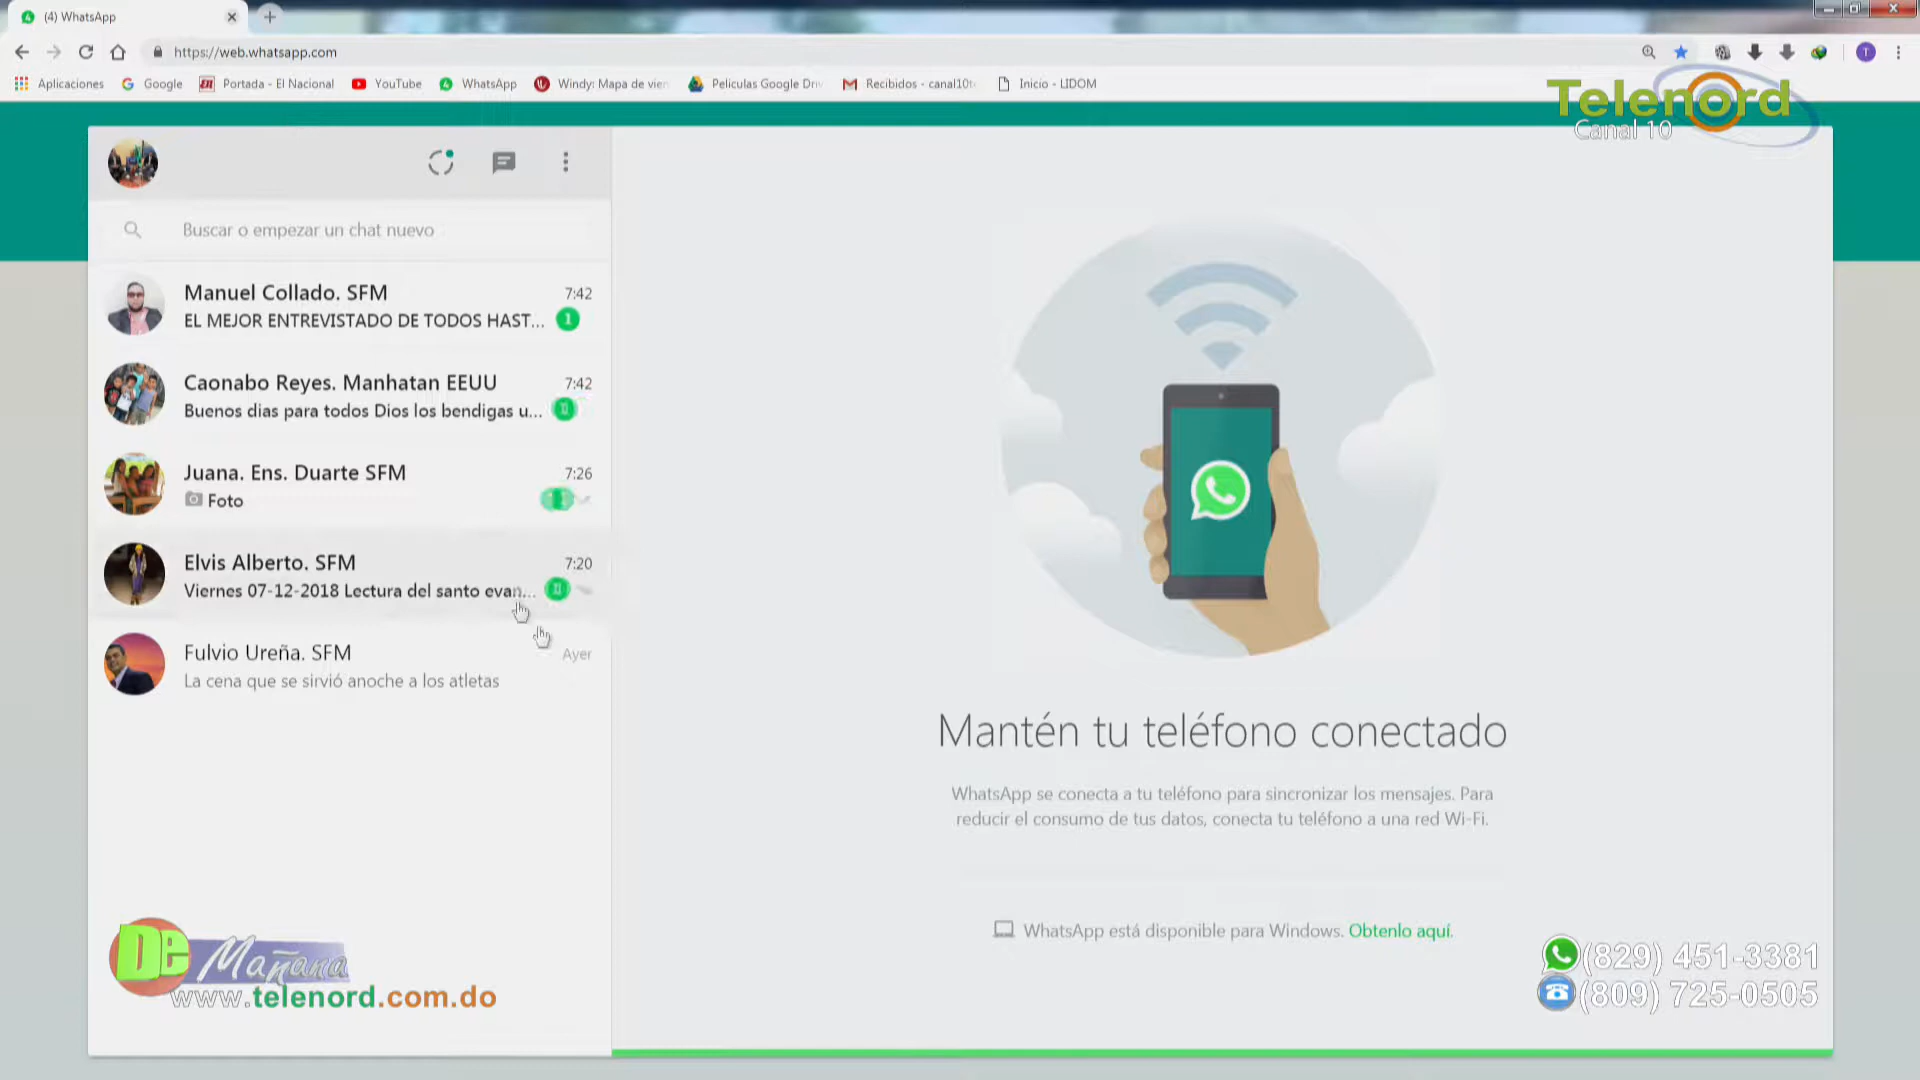 (4) WhatsApp
https://web.whatsapp.com
Aplicaciones
Google
Portada - El Nacional
YouTube
WhatsApp
Windy: Mapa de vien
Peliculas Google Driv
Recibidos - canal10t
Inicio - LIDOM
T
Telenord
Canal 10
Buscar o empezar un chat nuevo
Manuel Collado. SFM
7:42
EL MEJOR ENTREVISTADO DE TODOS HAST...
1
Caonabo Reyes. Manhatan EEUU
7:42
Buenos dias para todos Dios los bendigas u...
Juana. Ens. Duarte SFM
7:26
Foto
Elvis Alberto. SFM
7:20
Viernes 07-12-2018 Lectura del santo evan...
Fulvio Ureña. SFM
Ayer
La cena que se sirvió anoche a los atletas
Mantén tu teléfono conectado
WhatsApp se conecta a tu teléfono para sincronizar los mensajes. Para
reducir el consumo de tus datos, conecta tu teléfono a una red Wi-Fi.
WhatsApp está disponible para Windows. Obtenlo aquí.
De Mañana
www.telenord.com.do
(829) 451-3381
(809) 725-0505